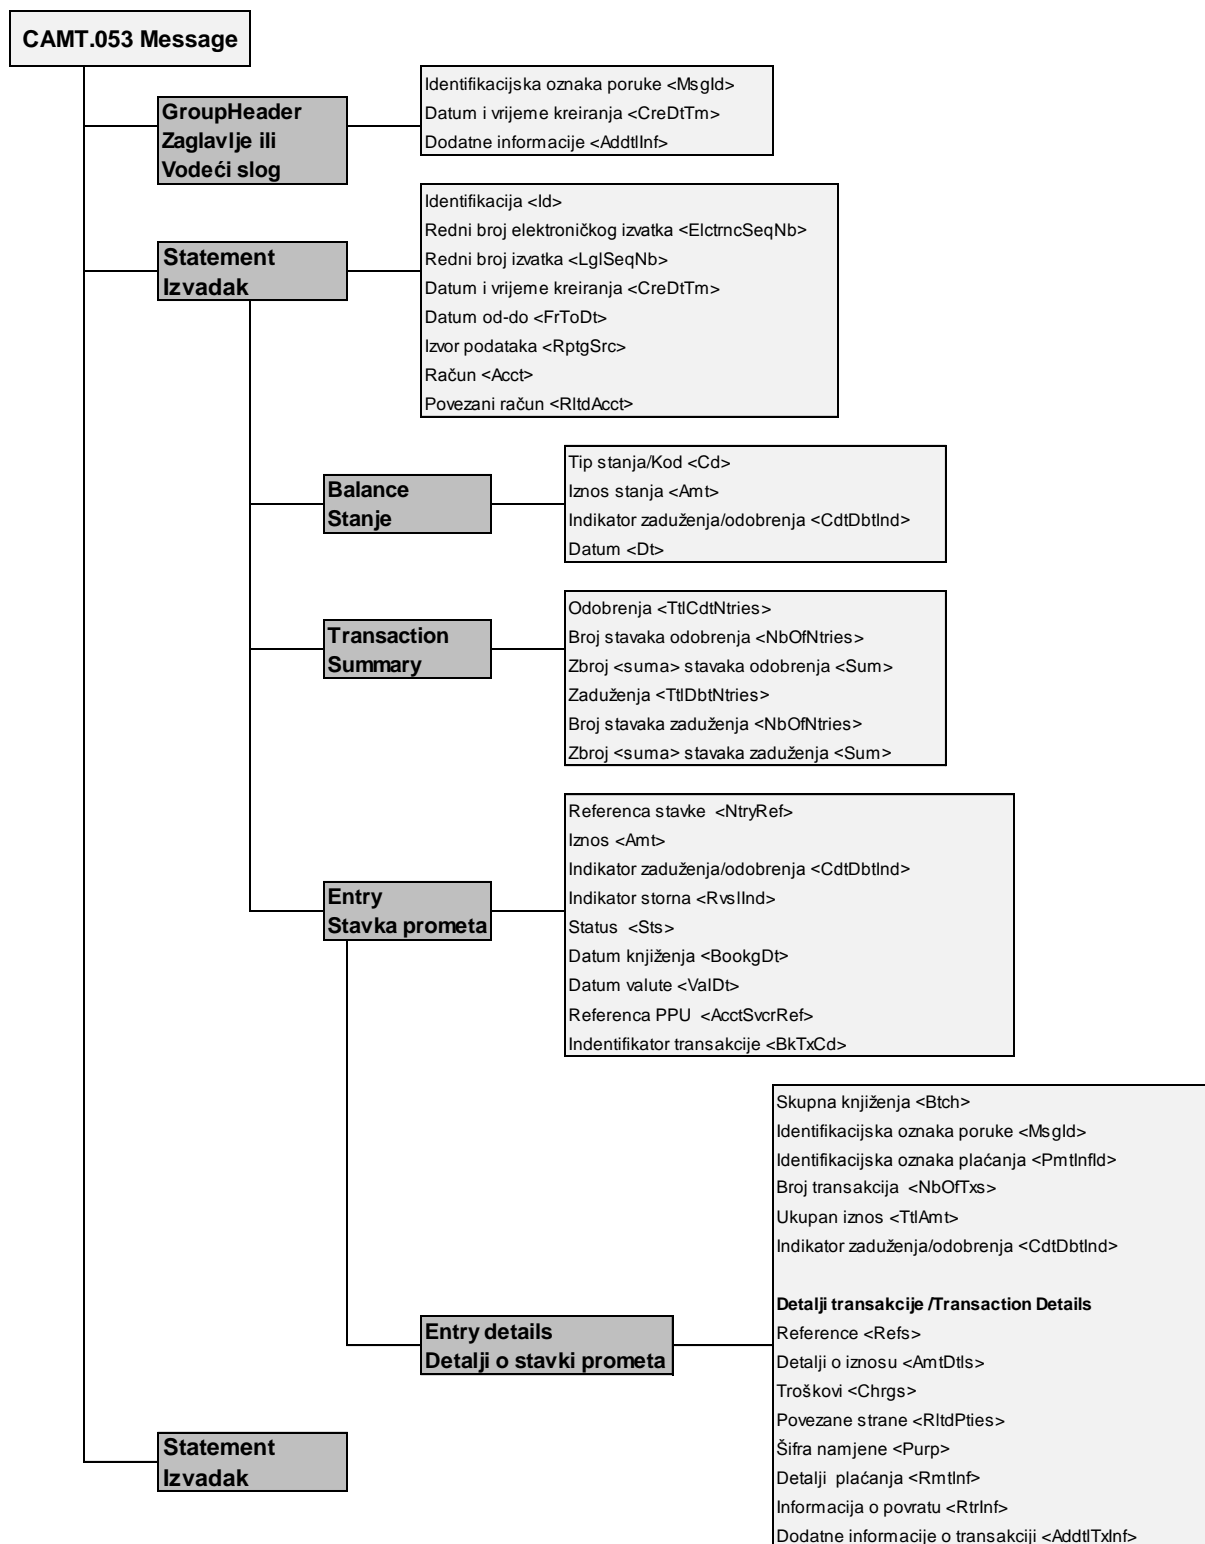 CAMT.053 Message
GroupHeader
Zaglavlje ili
Vodeći slog
Identifikacijska oznaka poruke <MsgId>
Datum i vrijeme kreiranja <CreDtTm>
Dodatne informacije <AddtlInf>
Statement
Izvadak
Identifikacija <Id>
Redni broj elektroničkog izvatka <ElctrncSeqNb>
Redni broj izvatka <LglSeqNb>
Datum i vrijeme kreiranja <CreDtTm>
Datum od-do <FrToDt>
Izvor podataka <RptgSrc>
Račun <Acct>
Povezani račun <RltdAcct>
Balance
Stanje
Tip stanja/Kod <Cd>
Iznos stanja <Amt>
Indikator zaduženja/odobrenja <CdtDbtInd>
Datum <Dt>
Transaction
Summary
Odobrenja <TtlCdtNtries>
Broj stavaka odobrenja <NbOfNtries>
Zbroj <suma> stavaka odobrenja <Sum>
Zaduženja <TtlDbtNtries>
Broj stavaka zaduženja <NbOfNtries>
Zbroj <suma> stavaka zaduženja <Sum>
Entry
Stavka prometa
Referenca stavke <NtryRef>
Iznos <Amt>
Indikator zaduženja/odobrenja <CdtDbtInd>
Indikator storna <RvslInd>
Status <Sts>
Datum knjiženja <BookgDt>
Datum valute <ValDt>
Referenca PPU <AcctSvcrRef>
Indentifikator transakcije <BkTxCd>
Entry details
Detalji o stavki prometa
Skupna knjiženja <Btch>
Identifikacijska oznaka poruke <MsgId>
Identifikacijska oznaka plaćanja <PmtInfId>
Broj transakcija <NbOfTxs>
Ukupan iznos <TtlAmt>
Indikator zaduženja/odobrenja <CdtDbtInd>
Detalji transakcije /Transaction Details
Reference <Refs>
Detalji o iznosu <AmtDtls>
Troškovi <Chrgs>
Povezane strane <RltdPties>
Šifra namjene <Purp>
Detalji plaćanja <RmtInf>
Informacija o povratu <RtrInf>
Dodatne informacije o transakciji <AddtlTxInf>
Statement
Izvadak